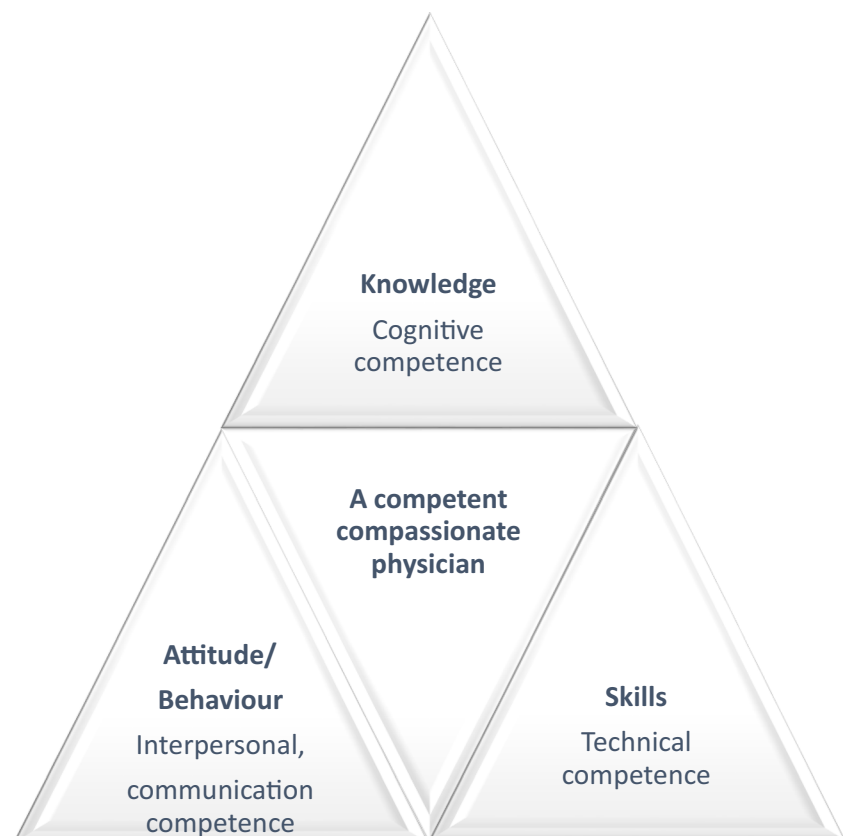 Knowledge
Cognitive
competence
A competent
compassionate
physician
Attitude/
Behaviour
Interpersonal,
communication
competence
Skills
Technical
competence